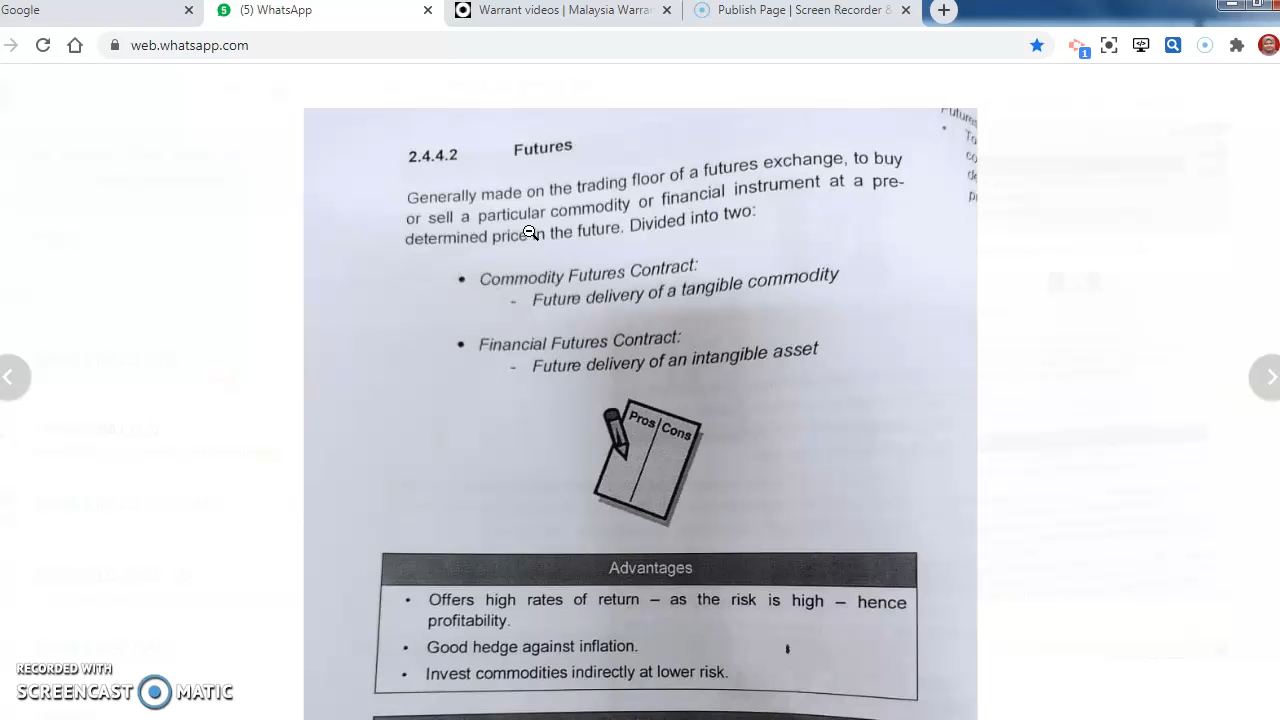 Google
(5) WhatsApp
Warrant videos | Malaysia Warra
Publish Page | Screen Recorder &
web.whatsapp.com
1
2.4.4.2 Futures
Generally made on the trading floor of a futures exchange, to buy
or sell a particular commodity or financial instrument at a pre-
determined price in the future. Divided into two:
• Commodity Futures Contract:
- Future delivery of a tangible commodity
• Financial Futures Contract:
- Future delivery of an intangible asset
Pros Cons
Advantages
• Offers high rates of return – as the risk is high – hence
profitability.
• Good hedge against inflation.
• Invest commodities indirectly at lower risk.
RECORDED WITH
SCREENCAST MATIC